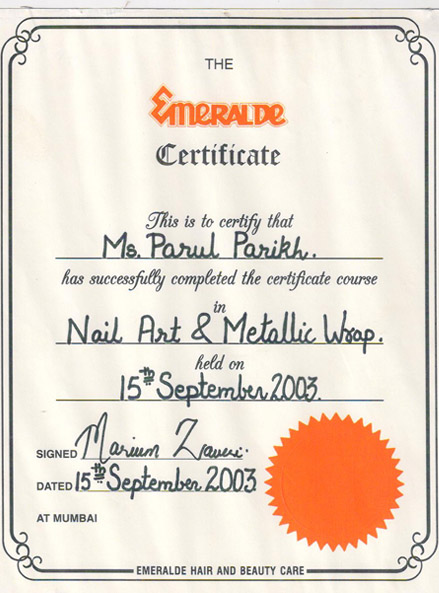 THE
EMERALDE
Certificate
This is to certify that
Ms. Parul Parikh.
has successfully completed the certificate course
in
Nail Art & Metallic Wrap.
held on
15th September 2003.
SIGNED Marium Zaveri.
DATED 15th September 2003
AT MUMBAI
EMERALDE HAIR AND BEAUTY CARE